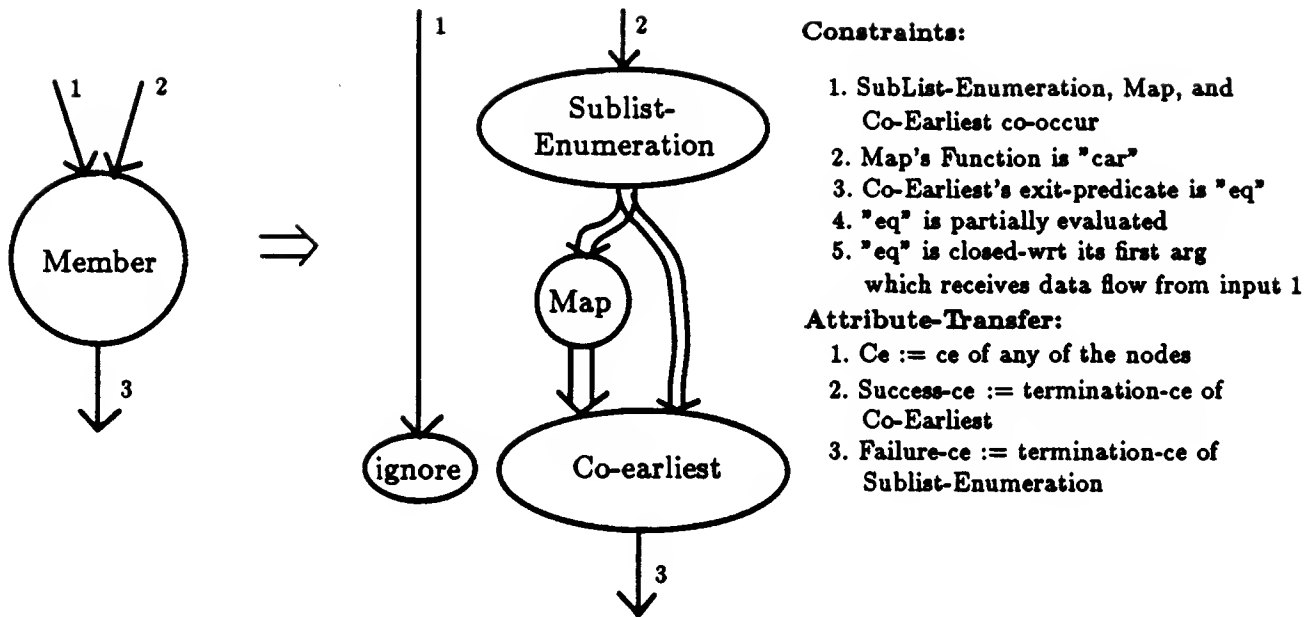 1
2
Member
3
⇒
1
2
Sublist-
Enumeration
Map
ignore
Co-earliest
3
Constraints:
1. SubList-Enumeration, Map, and
Co-Earliest co-occur
2. Map's Function is "car"
3. Co-Earliest's exit-predicate is "eq"
4. "eq" is partially evaluated
5. "eq" is closed-wrt its first arg
which receives data flow from input 1
Attribute-Transfer:
1. Ce := ce of any of the nodes
2. Success-ce := termination-ce of
Co-Earliest
3. Failure-ce := termination-ce of
Sublist-Enumeration